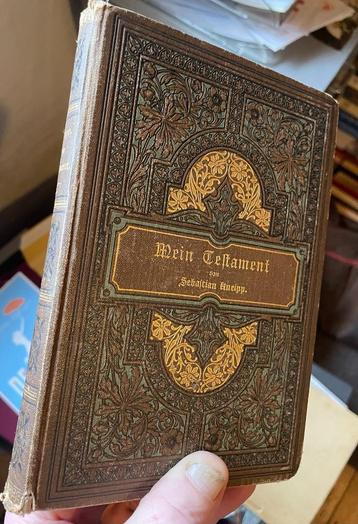 Mein Testament
von
Sebastian Kneipp.